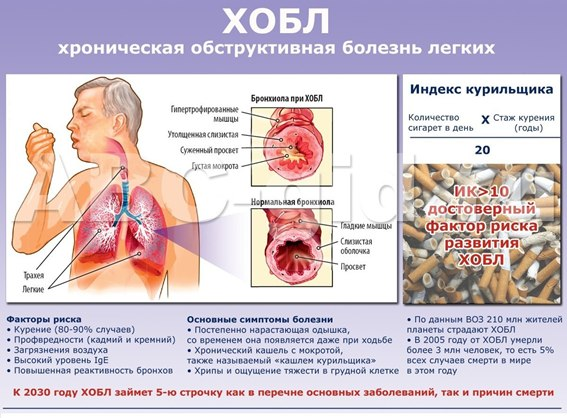 ХОБЛ
хроническая обструктивная болезнь легких
Бронхиола при ХОБЛ
Гипертрофированные
мышцы
Утолщенная слизистая
Суженный просвет
Густая мокрота
Нормальная бронхиола
Гладкие мышцы
Слизистая
оболочка
Просвет
Трахея
Легкие
Индекс курильщика
Количество
сигарет в день
X
Стаж курения
(годы)
20
ИК>10
достоверный
фактор риска
развития
ХОБЛ
Факторы риска
• Курение (80-90% случаев)
• Профвредности (кадмий и кремний)
• Загрязнения воздуха
• Высокий уровень IgE
• Повышенная реактивность бронхов
Основные симптомы болезни
• Постепенно нарастающая одышка,
со временем она появляется даже при ходьбе
• Хронический кашель с мокротой,
также называемый «кашлем курильщика»
• Хрипы и ощущение тяжести в грудной клетке
• По данным ВОЗ 210 млн жителей
планеты страдают ХОБЛ
• В 2005 году от ХОБЛ умерли
более 3 млн человек, то есть 5%
всех случаев смерти в мире
в этом году
К 2030 году ХОБЛ займет 5-ю строчку как в перечне основных заболеваний, так и причин смерти